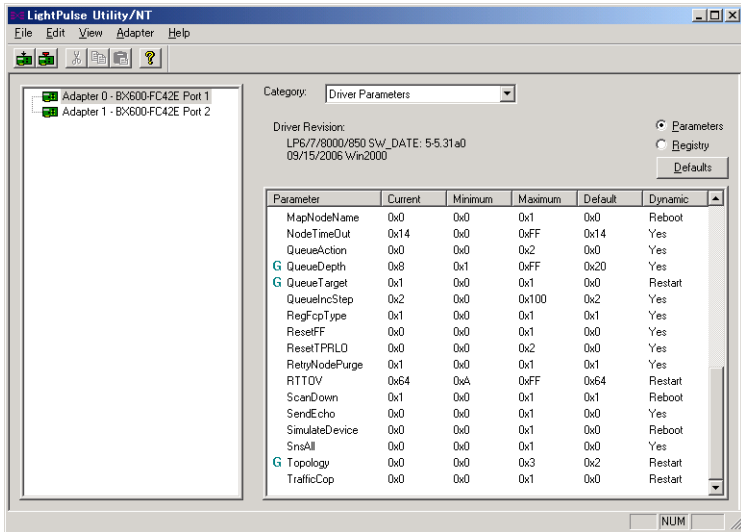 LightPulse Utility/NT
File Edit View Adapter Help
Adapter 0 - BX600-FC42E Port 1
Adapter 1 - BX600-FC42E Port 2
Category: Driver Parameters
Driver Revision:
LP6/7/8000/850 SW_DATE: 5-5.31a0
09/15/2006 Win2000
Parameters
Registry
Defaults
Parameter Current Minimum Maximum Default Dynamic
MapNodeName 0x0 0x0 0x1 0x0 Reboot
NodeTimeOut 0x14 0x0 0xFF 0x14 Yes
QueueAction 0x0 0x0 0x2 0x0 Yes
G QueueDepth 0x8 0x1 0xFF 0x20 Yes
G QueueTarget 0x1 0x0 0x1 0x0 Restart
QueueIncStep 0x2 0x0 0x100 0x2 Yes
RegFcpType 0x1 0x0 0x1 0x1 Yes
ResetFF 0x0 0x0 0x1 0x0 Yes
ResetTPRLO 0x0 0x0 0x2 0x0 Yes
RetryNodePurge 0x1 0x0 0x1 0x1 Yes
RTTOV 0x64 0xA 0xFF 0x64 Restart
ScanDown 0x1 0x0 0x1 0x1 Reboot
SendEcho 0x0 0x0 0x1 0x0 Yes
SimulateDevice 0x0 0x0 0x1 0x0 Reboot
SnsAll 0x0 0x0 0x1 0x0 Yes
G Topology 0x0 0x0 0x3 0x2 Restart
TrafficCop 0x0 0x0 0x1 0x0 Restart
NUM